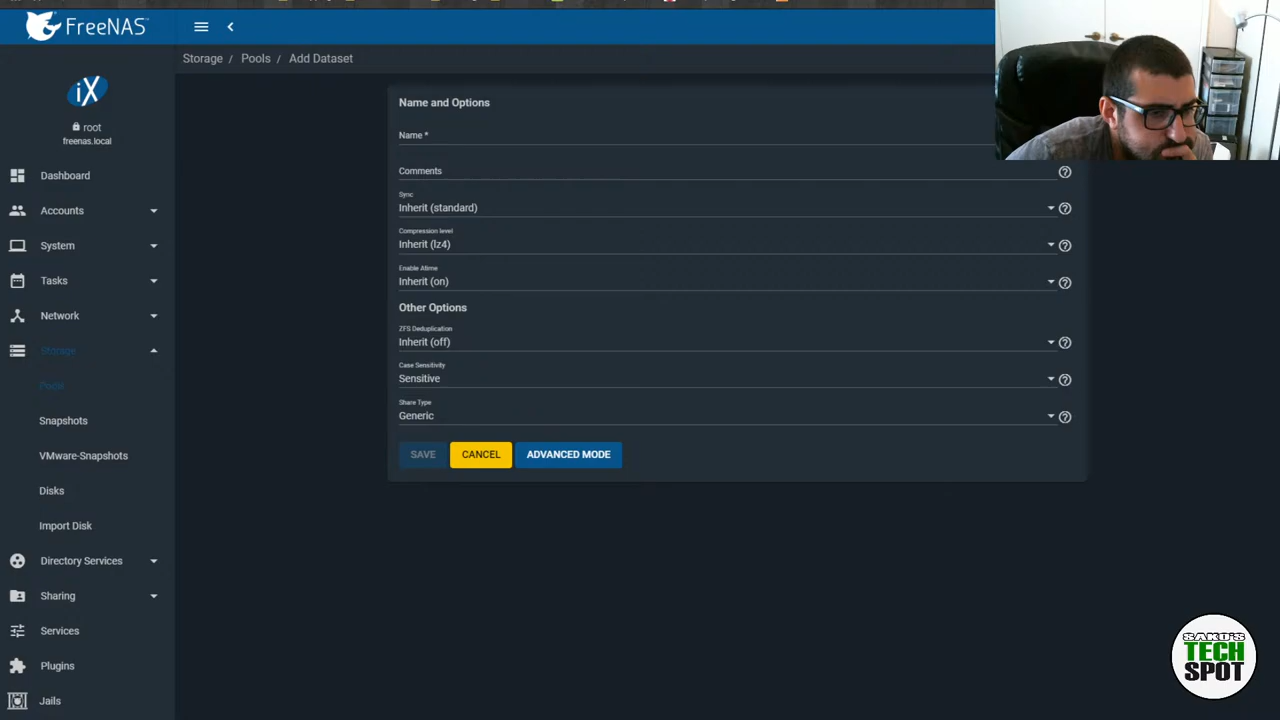 FreeNAS
Storage / Pools / Add Dataset
iX
root
freenas.local
Dashboard
Accounts
System
Tasks
Network
Storage
Pools
Snapshots
VMware-Snapshots
Disks
Import Disk
Directory Services
Sharing
Services
Plugins
Jails
Name and Options
Name *
Comments
Sync
Inherit (standard)
Compression level
Inherit (lz4)
Enable Atime
Inherit (on)
Other Options
ZFS Deduplication
Inherit (off)
Case Sensitivity
Sensitive
Share Type
Generic
SAVE CANCEL ADVANCED MODE
SAKO'S
TECH
SPOT